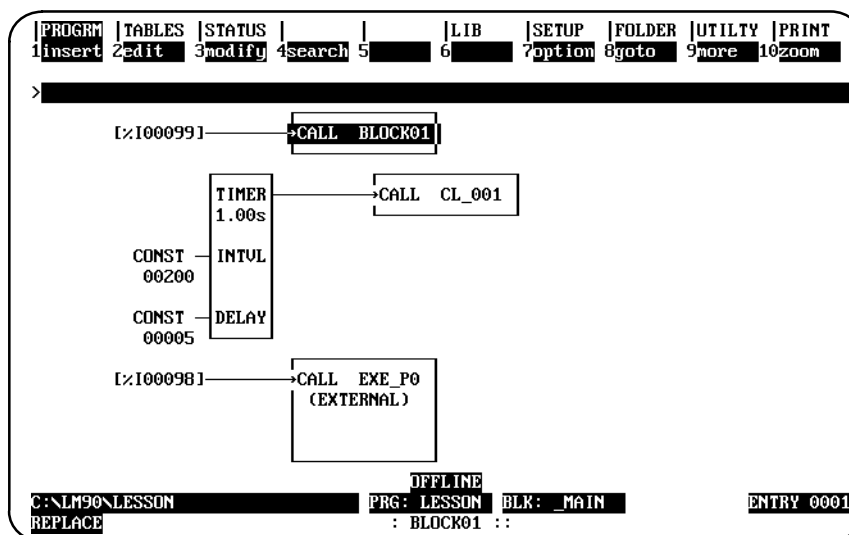 |PROGRM |TABLES |STATUS | | |LIB |SETUP |FOLDER |UTILTY |PRINT
1insert 2edit 3modify 4search 5 6 7option 8goto 9more 10zoom
>
[%I00099] CALL BLOCK01
TIMER CALL CL_001
1.00s
CONST INTVL
00200
CONST DELAY
00005
[%I00098] CALL EXE_P0
(EXTERNAL)
OFFLINE
C:\LM90\LESSON PRG: LESSON BLK: _MAIN ENTRY 0001
REPLACE : BLOCK01 ::